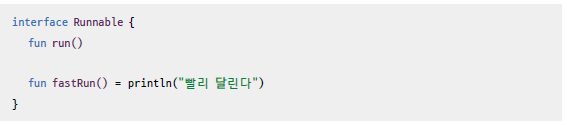 interface Runnable {
fun run()
fun fastRun() = println("빨리 달린다")
}